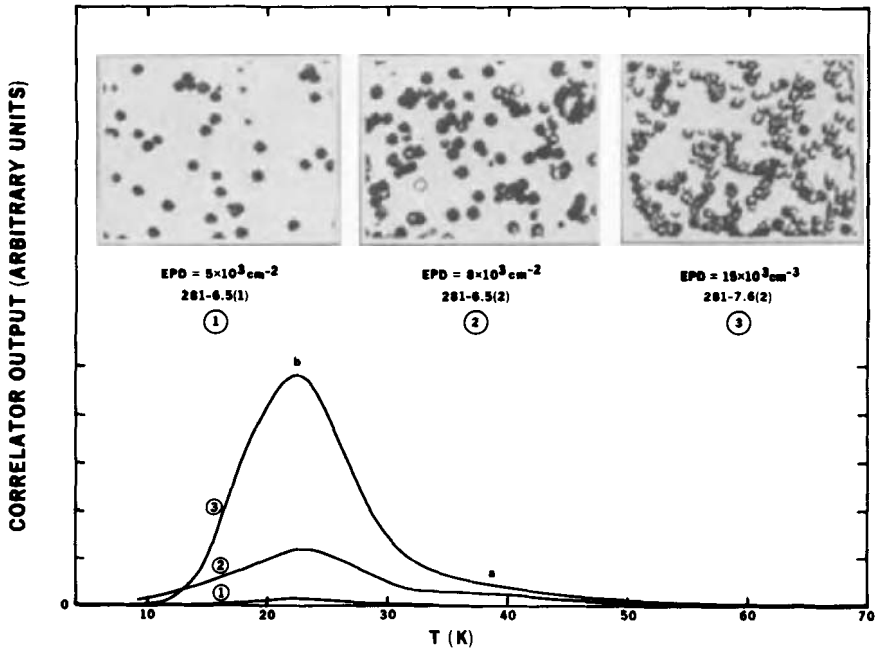 CORRELATOR OUTPUT (ARBITRARY UNITS)
EPD = 5×10³cm⁻²
281-6.5(1)
1
EPD = 8×10³cm⁻²
281-6.5(2)
2
EPD = 15×10³cm⁻³
281-7.6(2)
3
b
3
2
1
a
0
10
20
30
40
50
60
70
T (K)